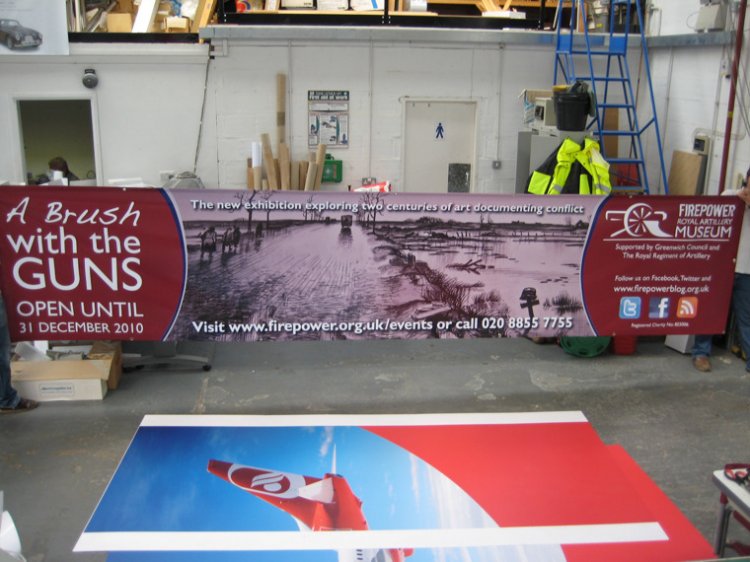 A Brush
with the
GUNS
OPEN UNTIL
31 DECEMBER 2010
The new exhibition exploring two centuries of art documenting conflict
Visit www.firepower.org.uk/events or call 020 8855 7755
FIREPOWER
ROYAL ARTILLERY
MUSEUM
Supported by Greenwich Council and
The Royal Regiment of Artillery
Follow us on Facebook, Twitter and
www.firepowerblog.org.uk